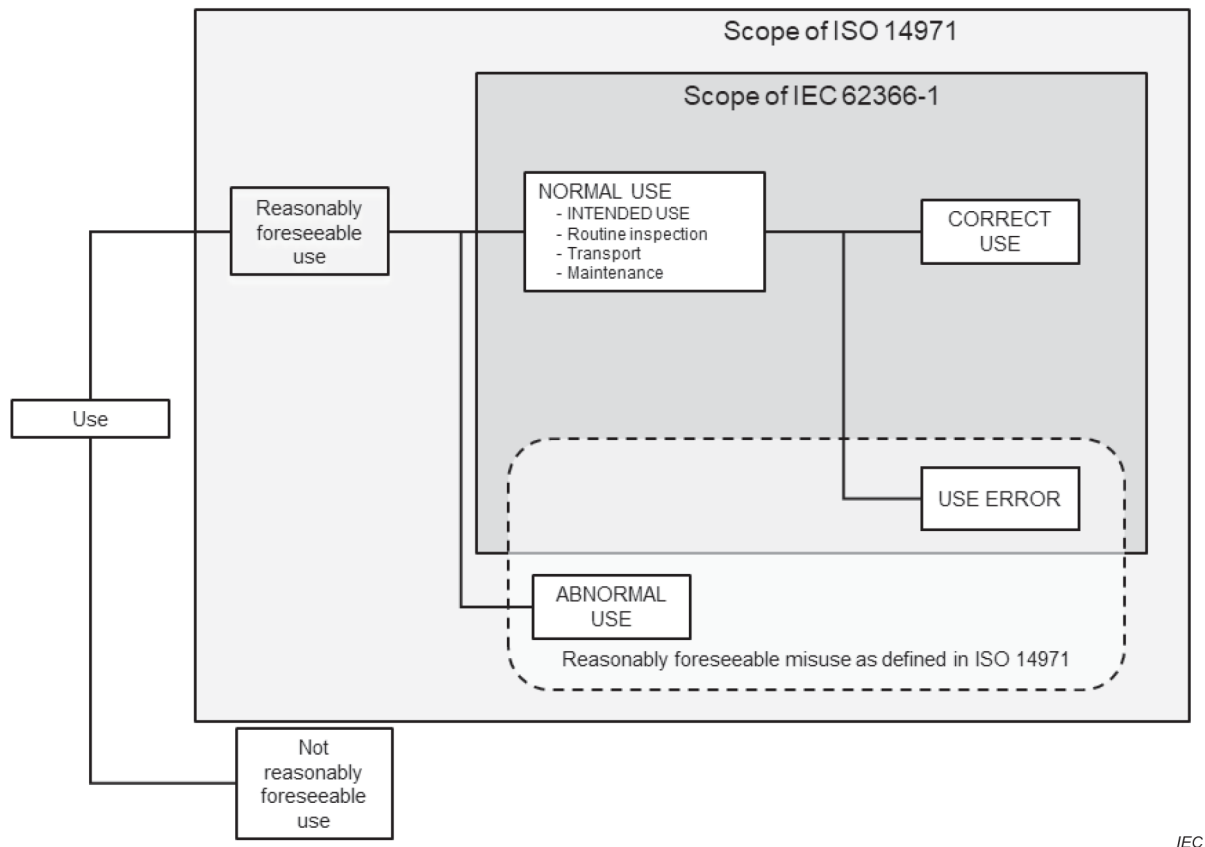 Scope of ISO 14971
Scope of IEC 62366-1
Reasonably
foreseeable
use
NORMAL USE
- INTENDED USE
- Routine inspection
- Transport
- Maintenance
CORRECT
USE
Use
USE ERROR
ABNORMAL
USE
Reasonably foreseeable misuse as defined in ISO 14971
Not
reasonably
foreseeable
use
IEC